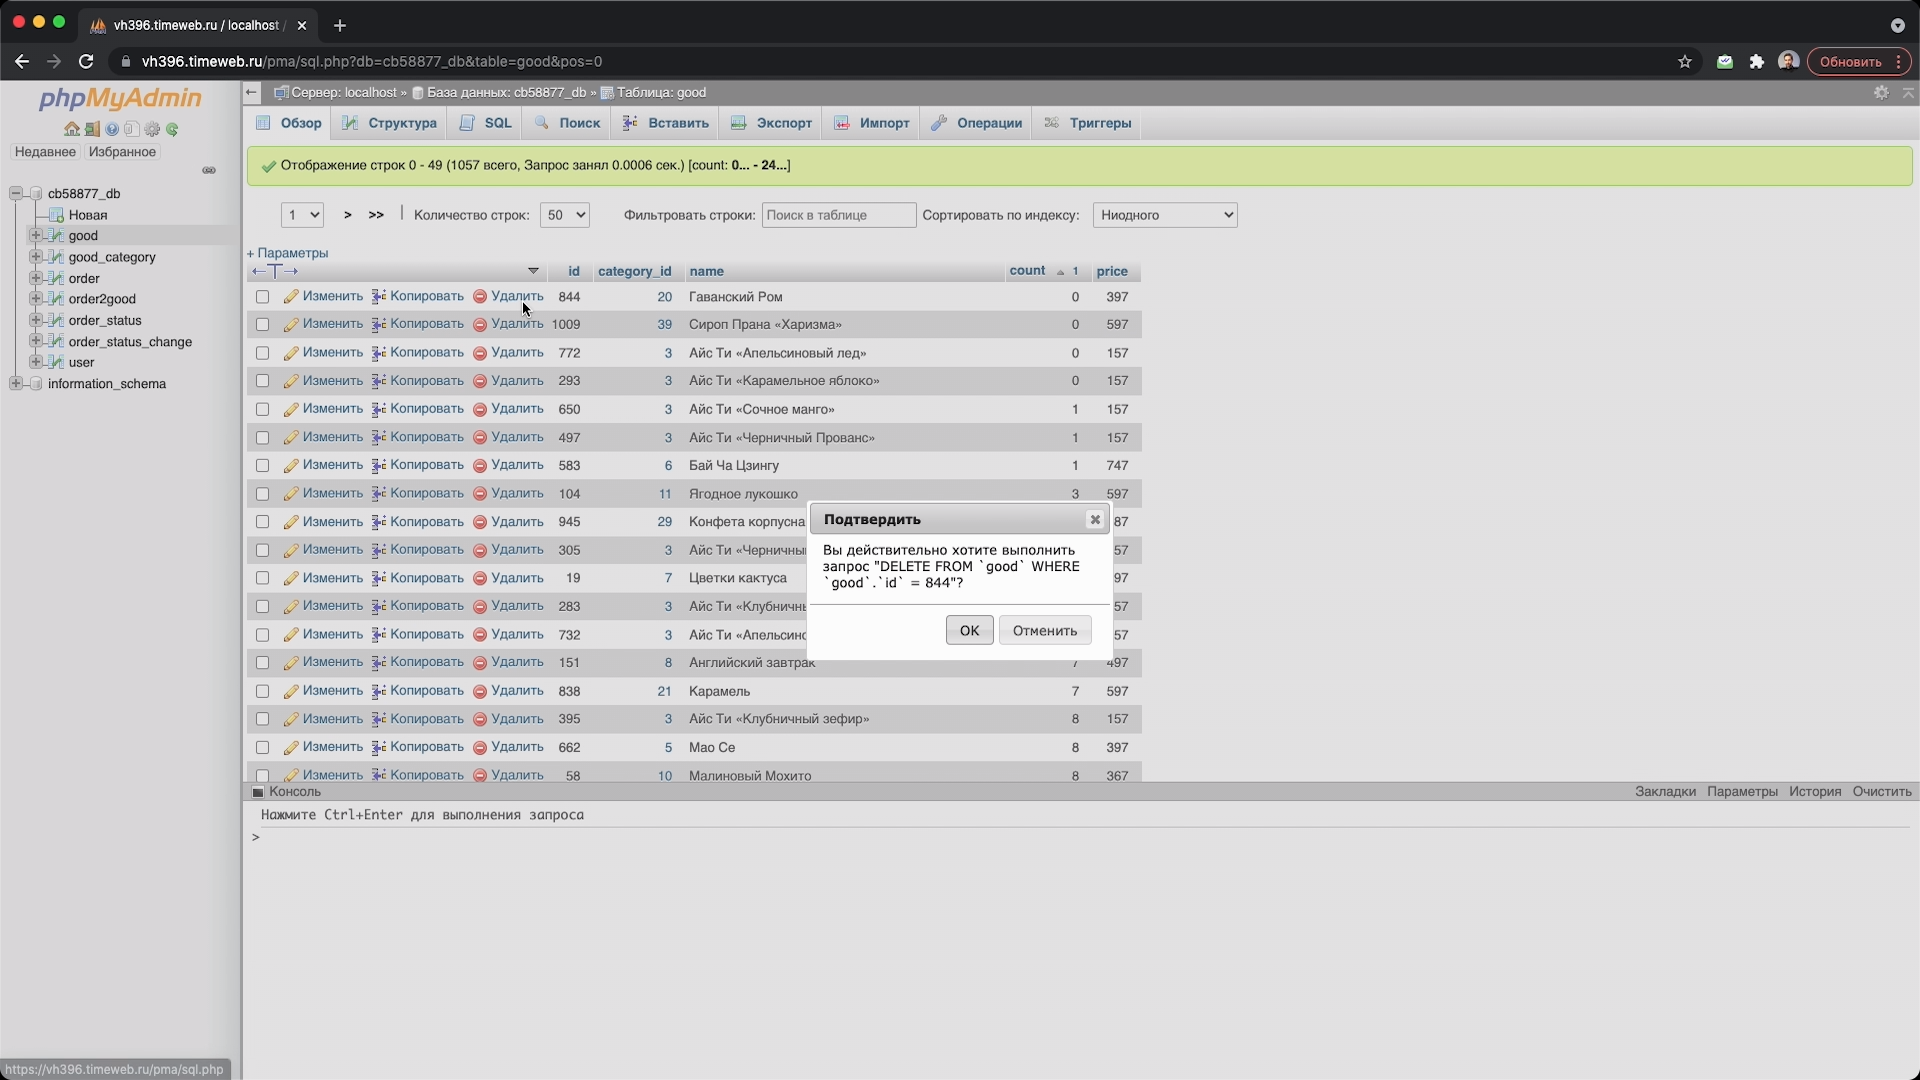 vh396.timeweb.ru / localhost /
vh396.timeweb.ru/pma/sql.php?db=cb58877_db&table=good&pos=0
Обновить
phpMyAdmin
Недавнее Избранное
cb58877_db
Новая
good
good_category
order
order2good
order_status
order_status_change
user
information_schema
Сервер: localhost » База данных: cb58877_db » Таблица: good
Обзор Структура SQL Поиск Вставить Экспорт Импорт Операции Триггеры
Отображение строк 0 - 49 (1057 всего, Запрос занял 0.0006 сек.) [count: 0... - 24...]
1 > >> | Количество строк: 50 Фильтровать строки: Поиск в таблице Сортировать по индексу: Ниодного
+ Параметры
id category_id name count 1 price
Изменить Копировать Удалить 844 20 Гаванский Ром 0 397
Изменить Копировать Удалить 1009 39 Сироп Прана «Харизма» 0 597
Изменить Копировать Удалить 772 3 Айс Ти «Апельсиновый лед» 0 157
Изменить Копировать Удалить 293 3 Айс Ти «Карамельное яблоко» 0 157
Изменить Копировать Удалить 650 3 Айс Ти «Сочное манго» 1 157
Изменить Копировать Удалить 497 3 Айс Ти «Черничный Прованс» 1 157
Изменить Копировать Удалить 583 6 Бай Ча Цзингу 1 747
Изменить Копировать Удалить 104 11 Ягодное лукошко 3 597
Изменить Копировать Удалить 945 29 Конфета корпусна 87
Изменить Копировать Удалить 305 3 Айс Ти «Черничны 57
Изменить Копировать Удалить 19 7 Цветки кактуса 97
Изменить Копировать Удалить 283 3 Айс Ти «Клубничн 57
Изменить Копировать Удалить 732 3 Айс Ти «Апельсинс 57
Изменить Копировать Удалить 151 8 Английский завтрак 7 497
Изменить Копировать Удалить 838 21 Карамель 7 597
Изменить Копировать Удалить 395 3 Айс Ти «Клубничный зефир» 8 157
Изменить Копировать Удалить 662 5 Мао Се 8 397
Изменить Копировать Удалить 58 10 Малиновый Мохито 8 367
Подтвердить
Вы действительно хотите выполнить
запрос "DELETE FROM `good` WHERE
`good`.`id` = 844"?
OK Отменить
Консоль Закладки Параметры История Очистить
Нажмите Ctrl+Enter для выполнения запроса
>
https://vh396.timeweb.ru/pma/sql.php